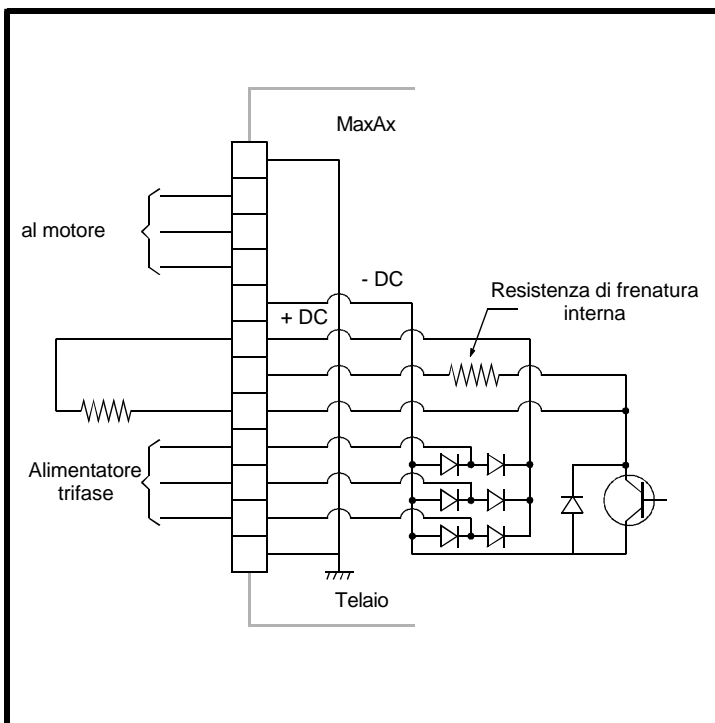 MaxAx
al motore
- DC
+ DC
Resistenza di frenatura
interna
Alimentatore
trifase
Telaio